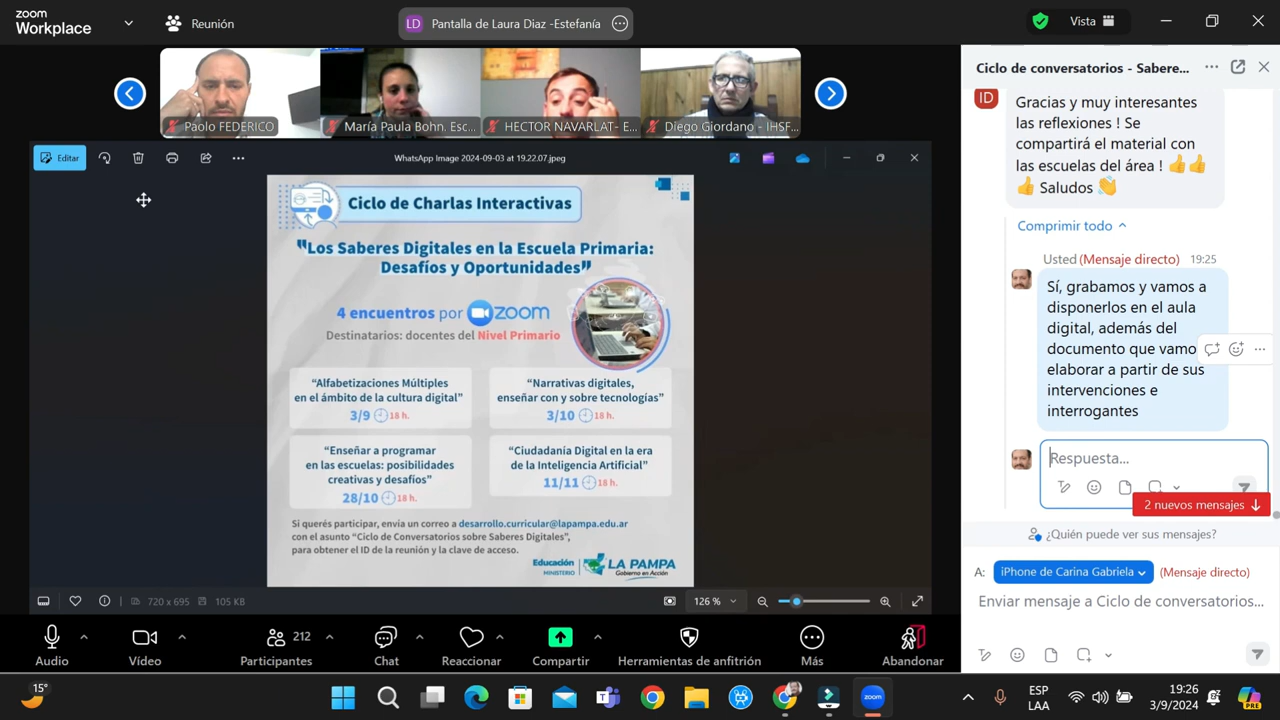 zoom
Workplace
Reunión
LD Pantalla de Laura Diaz -Estefanía
Vista
Paolo FEDERICO
María Paula Bohn. Esc...
HECTOR NAVARLAT- E...
Diego Giordano - IHSF...
Editar
WhatsApp Image 2024-09-03 at 19.22.07.jpeg
Ciclo de Charlas Interactivas
"Los Saberes Digitales en la Escuela Primaria:
Desafíos y Oportunidades"
4 encuentros por zoom
Destinatarios: docentes del Nivel Primario
“Alfabetizaciones Múltiples
en el ámbito de la cultura digital”
3/9 18 h.
“Narrativas digitales,
enseñar con y sobre tecnologías”
3/10 18 h.
“Enseñar a programar
en las escuelas: posibilidades
creativas y desafíos”
28/10 18 h.
“Ciudadanía Digital en la era
de la Inteligencia Artificial”
11/11 18 h.
Si querés participar, envía un correo a desarrollo.curricular@lapampa.edu.ar
con el asunto “Ciclo de Conversatorios sobre Saberes Digitales”,
para obtener el ID de la reunión y la clave de acceso.
Educación
MINISTERIO
LA PAMPA
Gobierno en Acción
720 x 695
105 KB
126 %
Audio
Vídeo
212
Participantes
Chat
Reaccionar
Compartir
Herramientas de anfitrión
Más
Abandonar
Ciclo de conversatorios - Sabere...
ID
Gracias y muy interesantes
las reflexiones ! Se
compartirá el material con
las escuelas del área ! 👍👍
👍 Saludos 👋
Comprimir todo
Usted (Mensaje directo) 19:25
Sí, grabamos y vamos a
disponerlos en el aula
digital, además del
documento que vamo
elaborar a partir de sus
intervenciones e
interrogantes
Respuesta...
2 nuevos mensajes
¿Quién puede ver sus mensajes?
A: iPhone de Carina Gabriela (Mensaje directo)
Enviar mensaje a Ciclo de conversatorios...
15°
zoom
ESP
LAA
19:26
3/9/2024
PRE